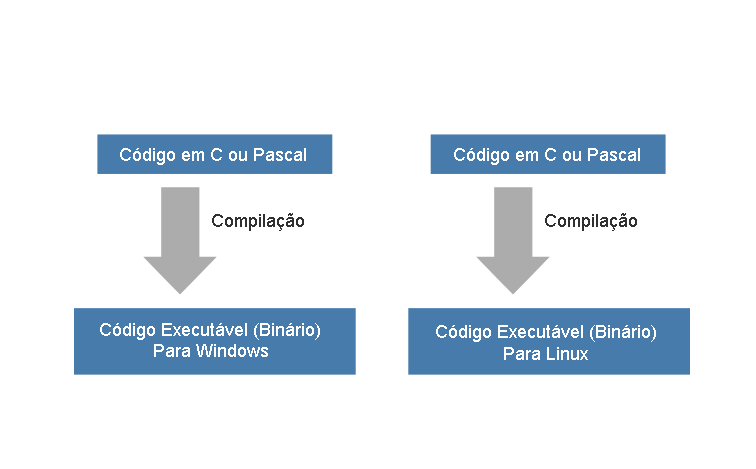 Código em C ou Pascal
Compilação
Código Executável (Binário)
Para Windows
Código em C ou Pascal
Compilação
Código Executável (Binário)
Para Linux